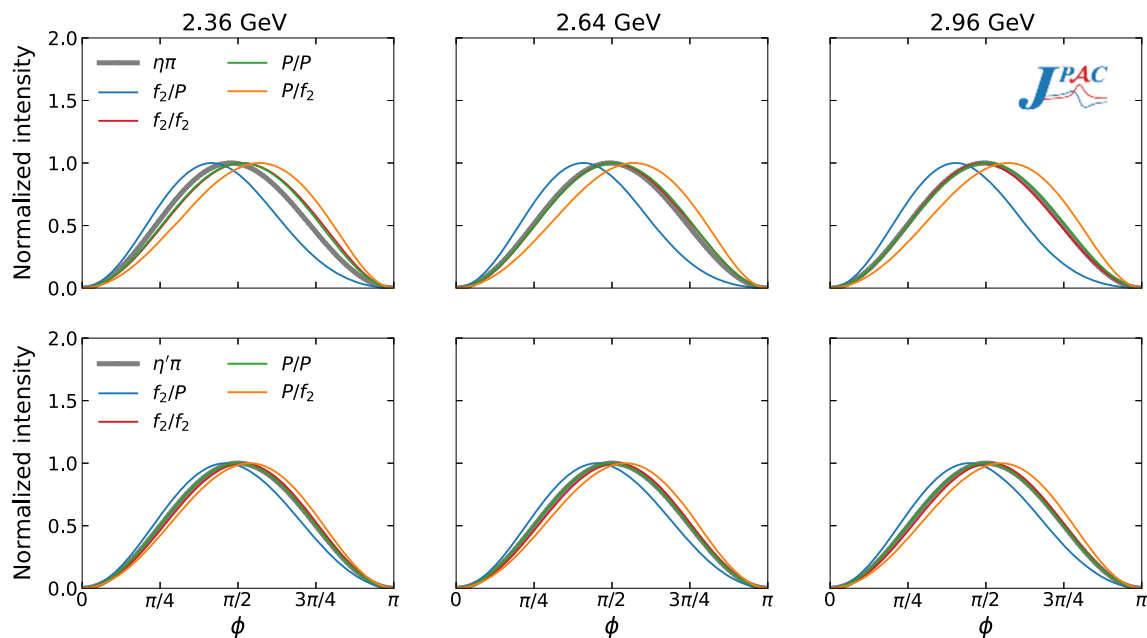 2.36 GeV 2.64 GeV 2.96 GeV
Normalized intensity
2.0
1.5
1.0
0.5
0.0
ηπ P/P
f₂/P P/f₂
f₂/f₂
JPAC
Normalized intensity
2.0
1.5
1.0
0.5
0.0
η′π P/P
f₂/P P/f₂
f₂/f₂
0 π/4 π/2 3π/4 π 0 π/4 π/2 3π/4 π 0 π/4 π/2 3π/4 π
ϕ ϕ ϕ